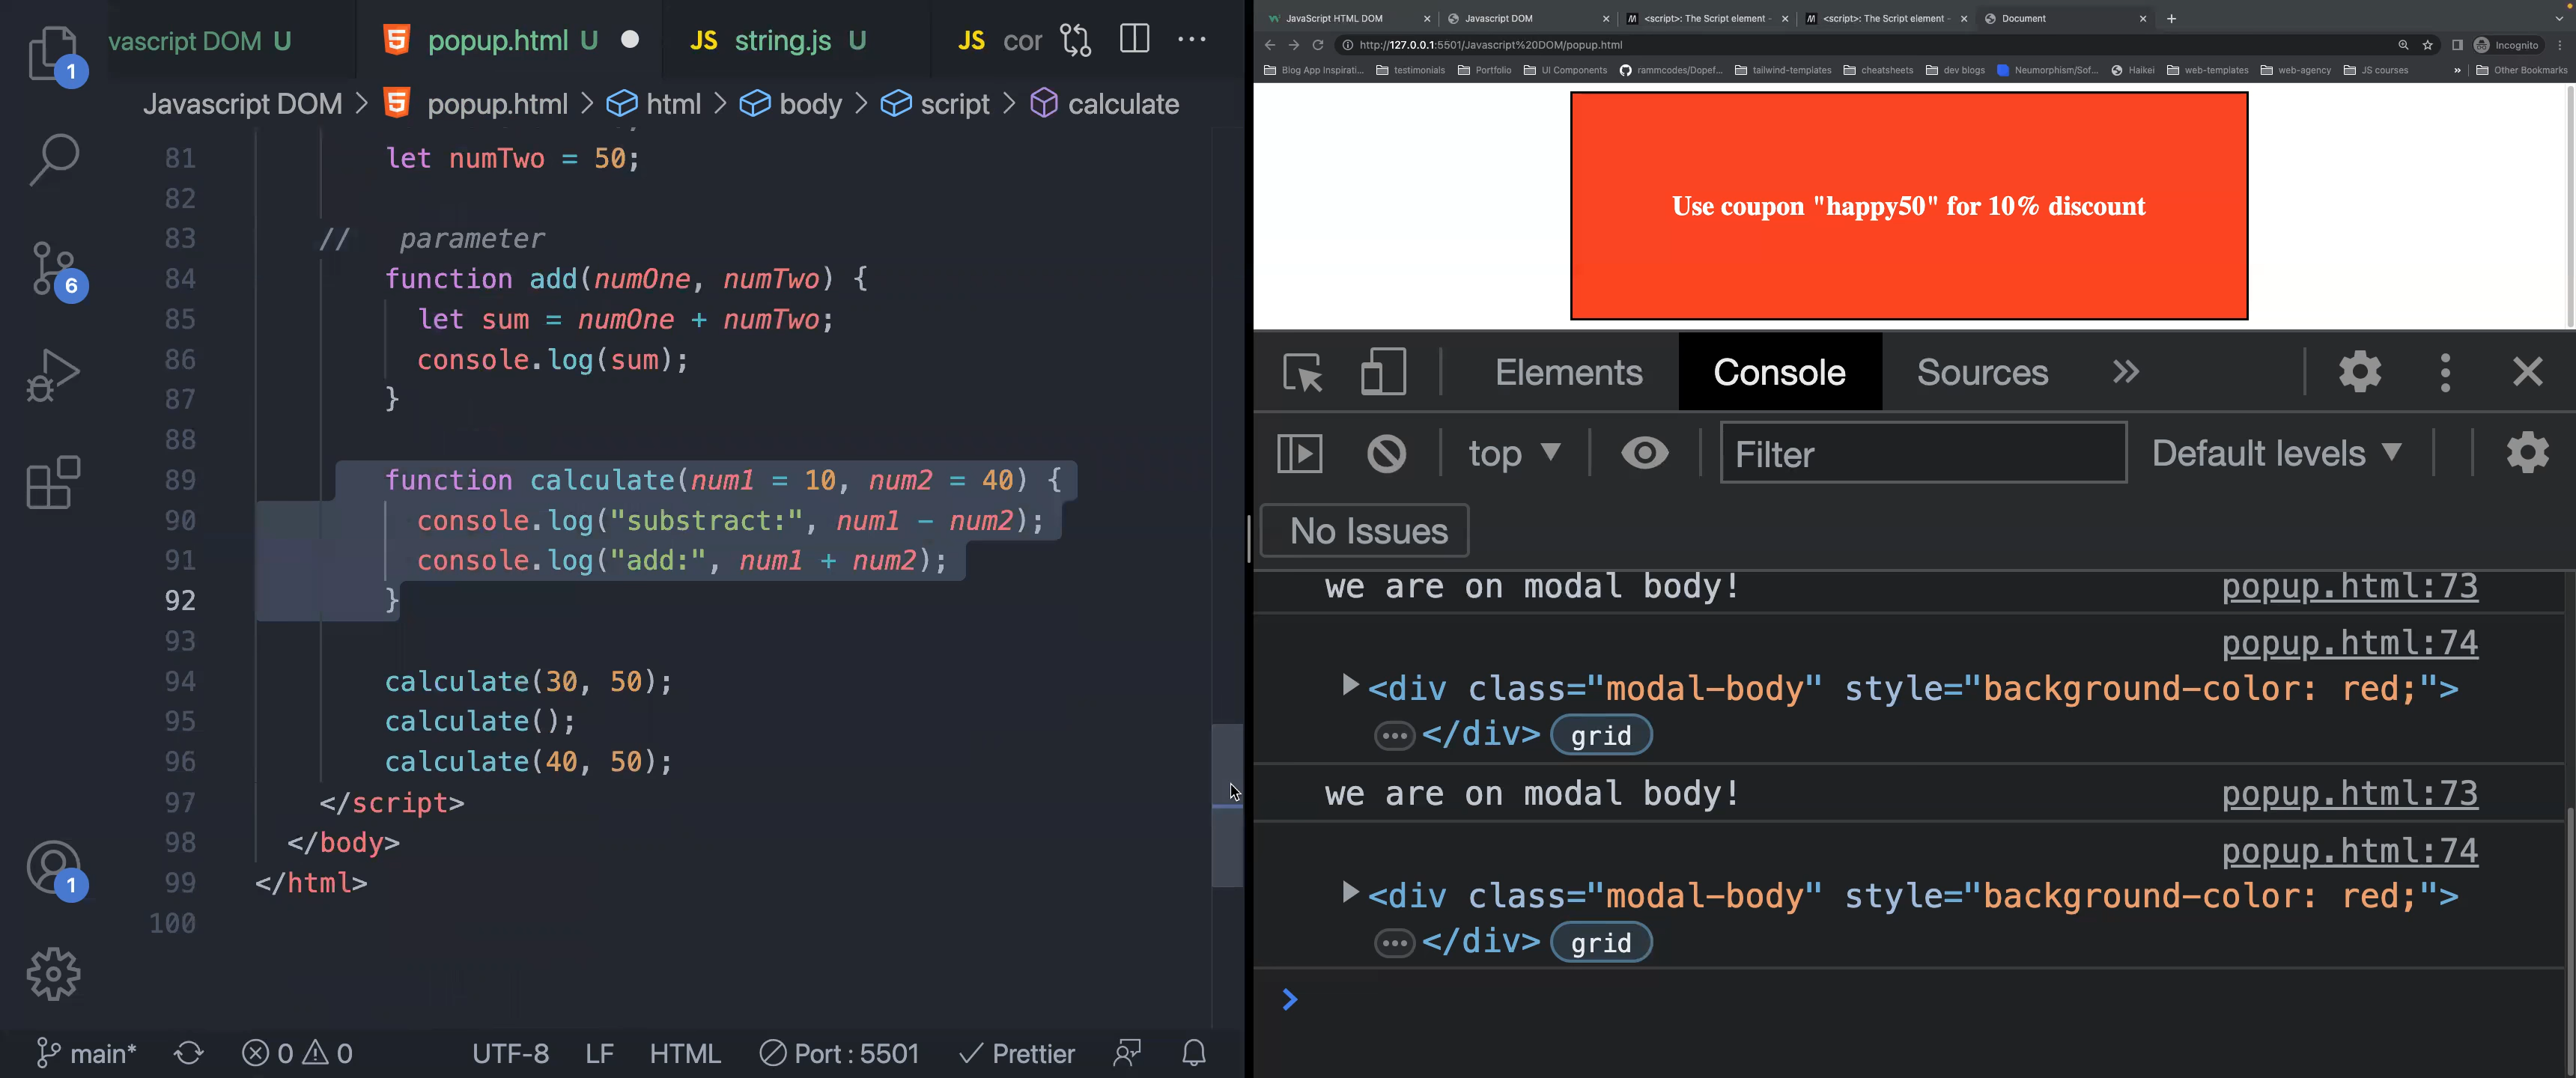 vascript DOM U
popup.html U
JS string.js U
JS cor
Javascript DOM > popup.html > html > body > script > calculate
81 let numTwo = 50;
82
83 // parameter
84 function add(numOne, numTwo) {
85 let sum = numOne + numTwo;
86 console.log(sum);
87 }
88
89 function calculate(num1 = 10, num2 = 40) {
90 console.log("substract:", num1 - num2);
91 console.log("add:", num1 + num2);
92 }
93
94 calculate(30, 50);
95 calculate();
96 calculate(40, 50);
97 </script>
98 </body>
99 </html>
100
1
6
1
main* 0 0 UTF-8 LF HTML Port : 5501 Prettier
JavaScript HTML DOM
Javascript DOM
<script>: The Script element -
<script>: The Script element -
Document
http://127.0.0.1:5501/Javascript%20DOM/popup.html
Incognito
Blog App Inspirati... testimonials Portfolio UI Components rammcodes/Dopef... tailwind-templates cheatsheets dev blogs Neumorphism/Sof... Haikei web-templates web-agency JS courses » Other Bookmarks
Use coupon "happy50" for 10% discount
Elements Console Sources »
top Filter Default levels
No Issues
we are on modal body! popup.html:73
popup.html:74
<div class="modal-body" style="background-color: red;">
… </div> grid
we are on modal body! popup.html:73
popup.html:74
<div class="modal-body" style="background-color: red;">
… </div> grid